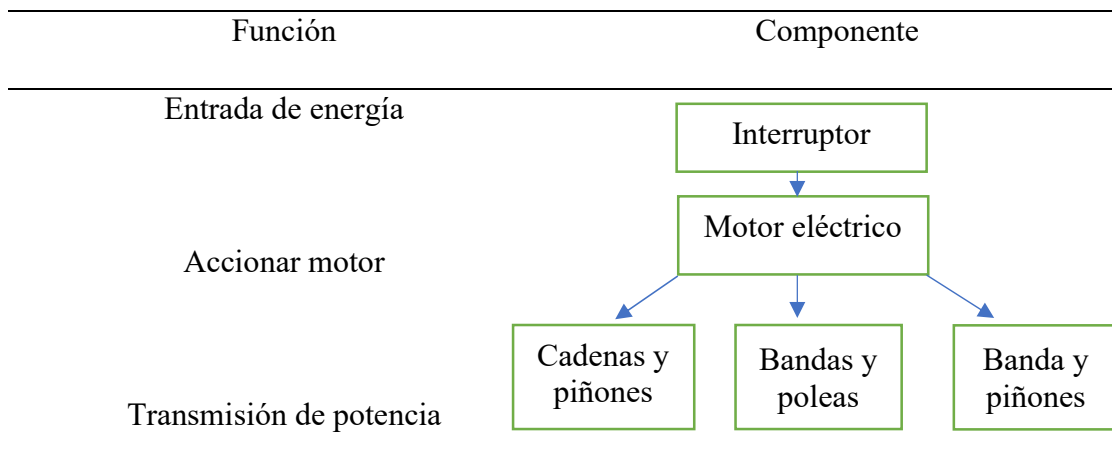 Función
Componente
Entrada de energía
Interruptor
Motor eléctrico
Accionar motor
Cadenas y
piñones
Bandas y
poleas
Banda y
piñones
Transmisión de potencia